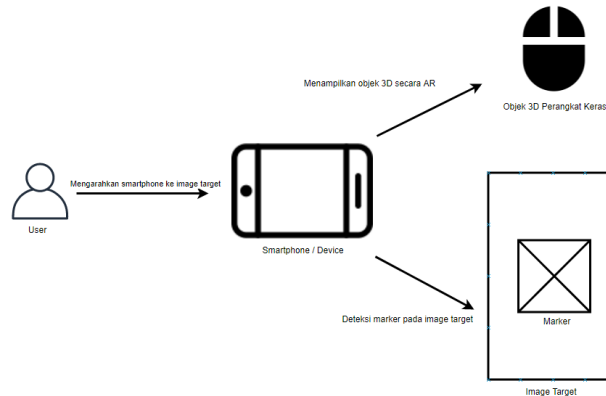 Menampilkan objek 3D secara AR
Objek 3D Perangkat Keras
Mengarahkan smartphone ke image target
User
Smartphone / Device
Deteksi marker pada image target
Marker
Image Target